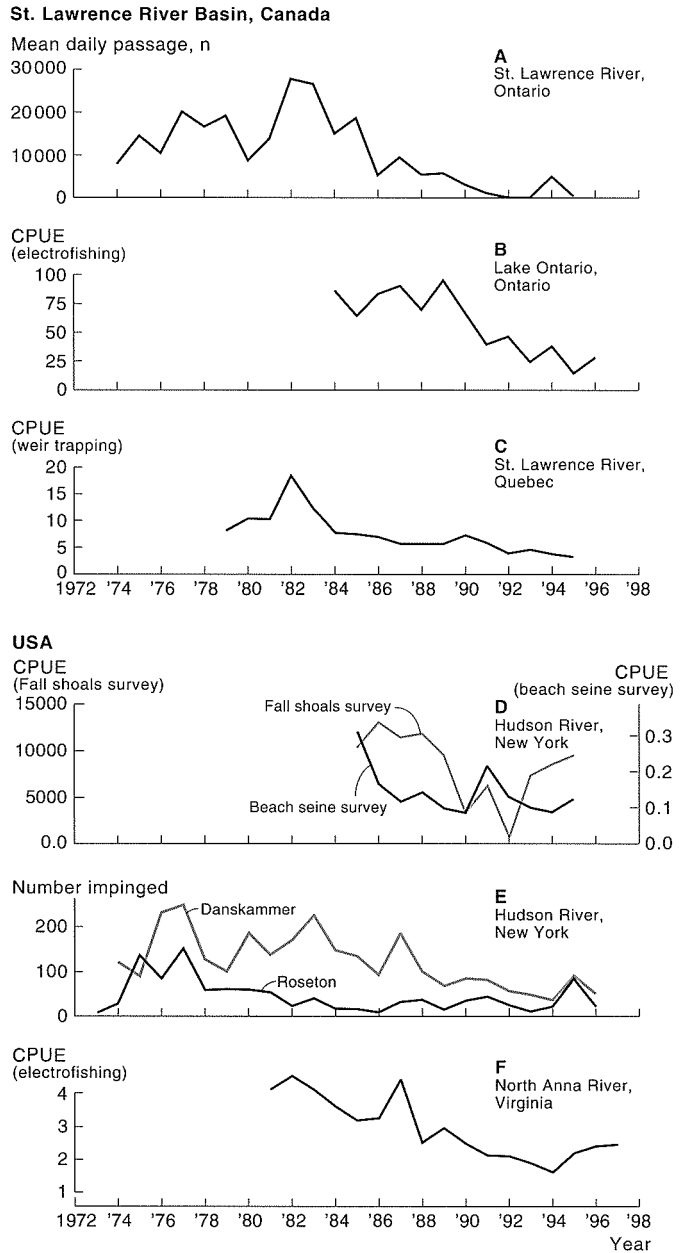 St. Lawrence River Basin, Canada
Mean daily passage, n
A
St. Lawrence River,
Ontario
30000
20000
10000
0
CPUE
(electrofishing)
B
Lake Ontario,
Ontario
100
75
50
25
0
CPUE
(weir trapping)
C
St. Lawrence River,
Quebec
20
15
10
5
0
1972 '74 '76 '78 '80 '82 '84 '86 '88 '90 '92 '94 '96 '98
USA
CPUE
(Fall shoals survey)
CPUE
(beach seine survey)
D
Hudson River,
New York
15000
10000
5000
0.0
Fall shoals survey
Beach seine survey
0.3
0.2
0.1
0.0
Number impinged
E
Hudson River,
New York
200
100
0
Danskammer
Roseton
CPUE
(electrofishing)
F
North Anna River,
Virginia
4
3
2
1
1972 '74 '76 '78 '80 '82 '84 '86 '88 '90 '92 '94 '96 '98
Year